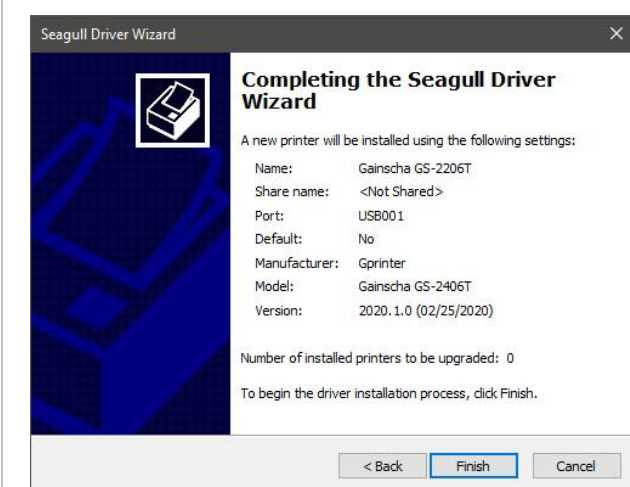 Seagull Driver Wizard
Completing the Seagull Driver
Wizard
A new printer will be installed using the following settings:
Name: Gainscha GS-2206T
Share name: <Not Shared>
Port: USB001
Default: No
Manufacturer: Gprinter
Model: Gainscha GS-2406T
Version: 2020.1.0 (02/25/2020)
Number of installed printers to be upgraded: 0
To begin the driver installation process, click Finish.
< Back Finish Cancel